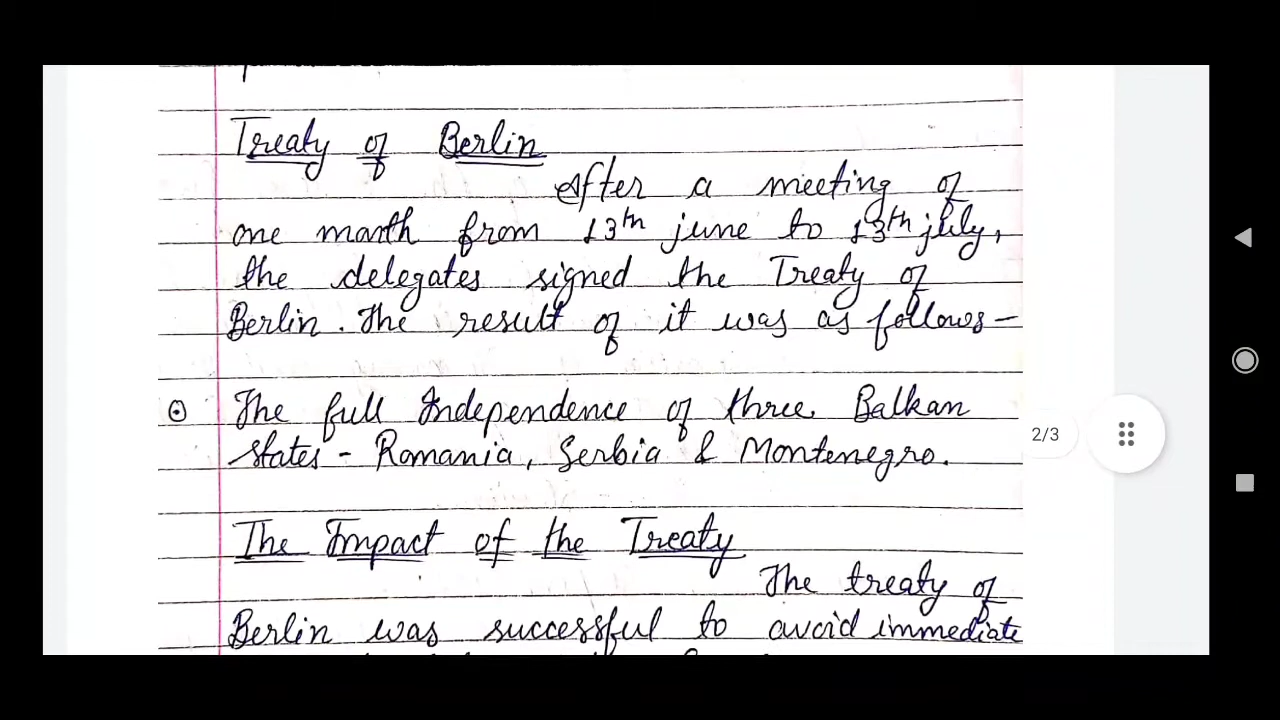 Treaty of Berlin
After a meeting of
one month from 13th june to 13th july,
the delegates signed the Treaty of
Berlin. The result of it was as follows -
The full Independence of three Balkan
states - Romania, Serbia & Montenegro.
2/3
The Impact of the Treaty
The treaty of
Berlin was successful to avoid immediate